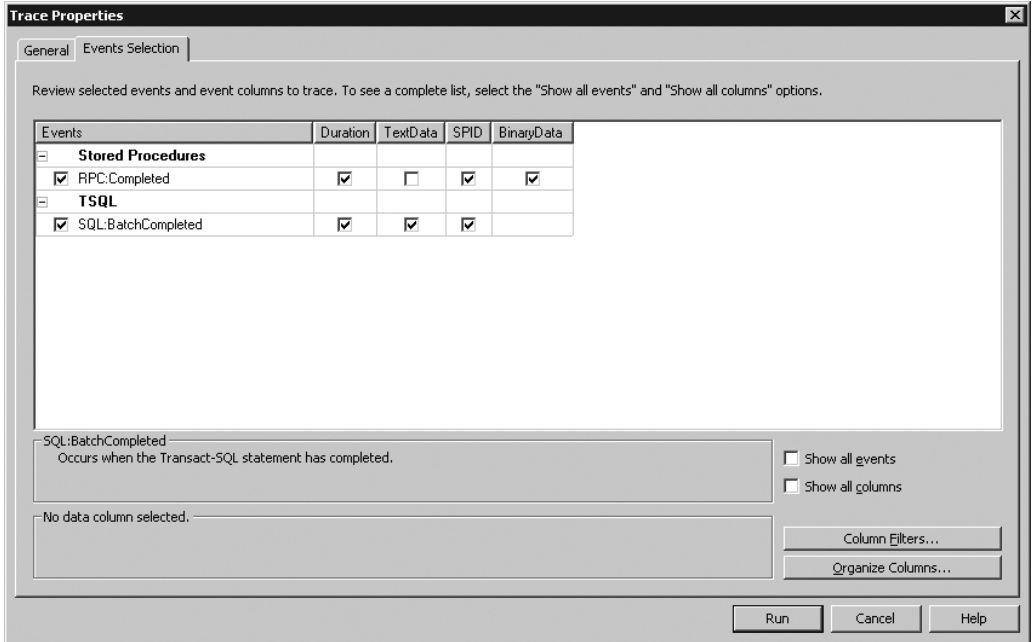 Trace Properties
General Events Selection
Review selected events and event columns to trace. To see a complete list, select the "Show all events" and "Show all columns" options.
Events Duration TextData SPID BinaryData
Stored Procedures
RPC:Completed
TSQL
SQL:BatchCompleted
SQL:BatchCompleted
Occurs when the Transact-SQL statement has completed.
Show all events
Show all columns
No data column selected.
Column Filters...
Organize Columns...
Run Cancel Help